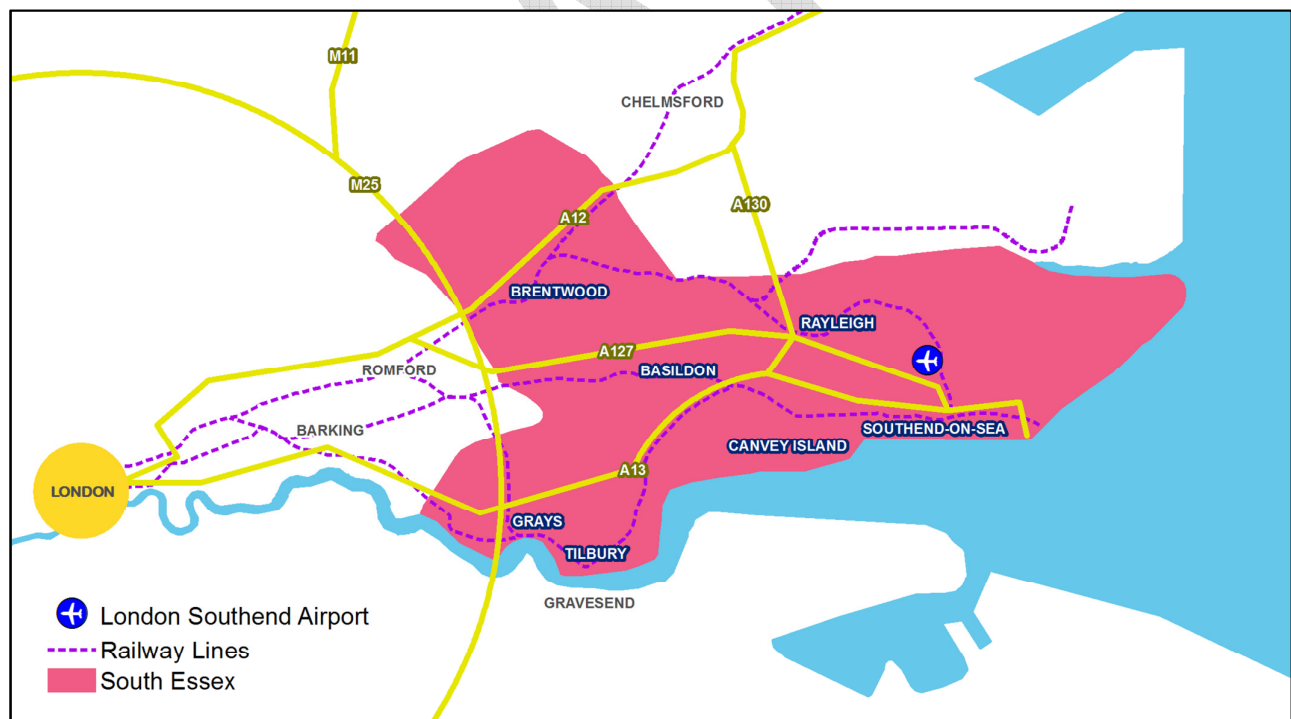 M11
CHELMSFORD
M25
A130
A12
BRENTWOOD
RAYLEIGH
A127
ROMFORD
BASILDON
BARKING
SOUTHEND-ON-SEA
CANVEY ISLAND
A13
LONDON
GRAYS
TILBURY
GRAVESEND
London Southend Airport
Railway Lines
South Essex